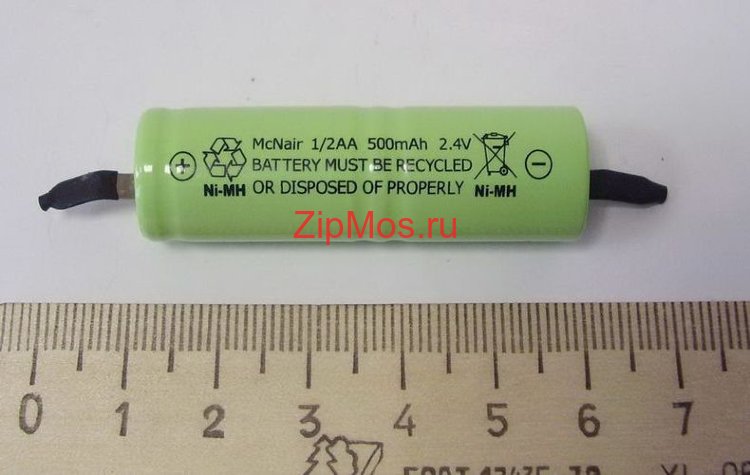 McNair 1/2AA 500mAh 2.4V
+ BATTERY MUST BE RECYCLED -
Ni-MH OR DISPOSED OF PROPERLY Ni-MH
ZipMos.ru
0 1 2 3 4 5 6 7